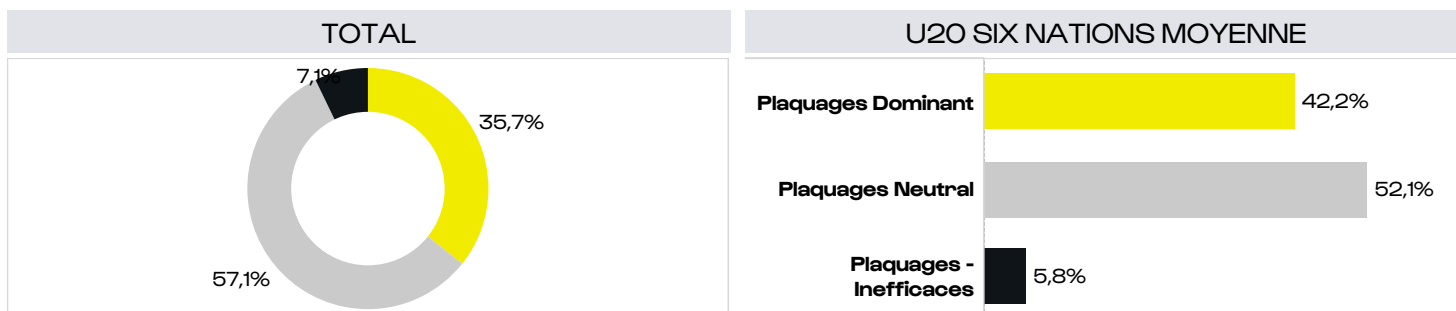 TOTAL
7,1%
35,7%
57,1%
U20 SIX NATIONS MOYENNE
Plaquages Dominant
42,2%
Plaquages Neutral
52,1%
Plaquages -
Inefficaces
5,8%